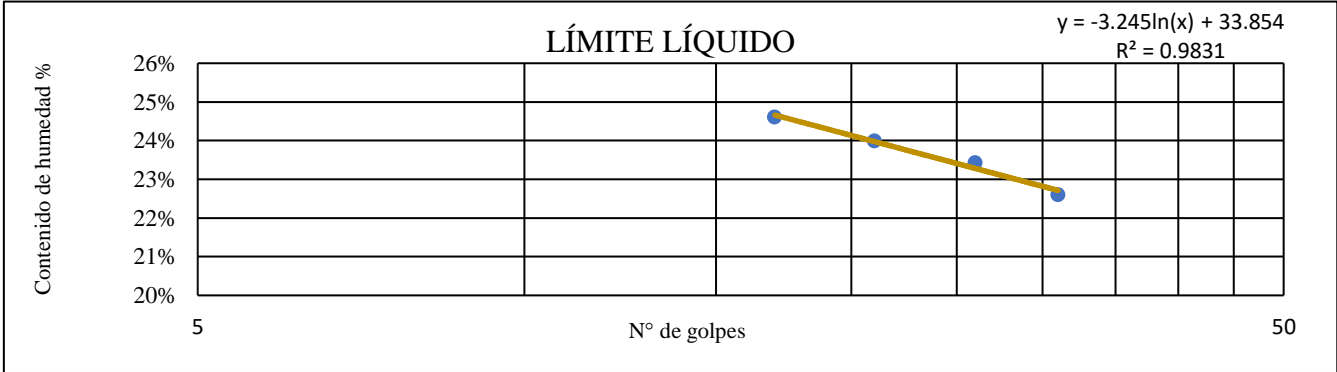 LÍMITE LÍQUIDO
y = -3.245ln(x) + 33.854
R² = 0.9831
Contenido de humedad %
26%
25%
24%
23%
22%
21%
20%
5
50
N° de golpes